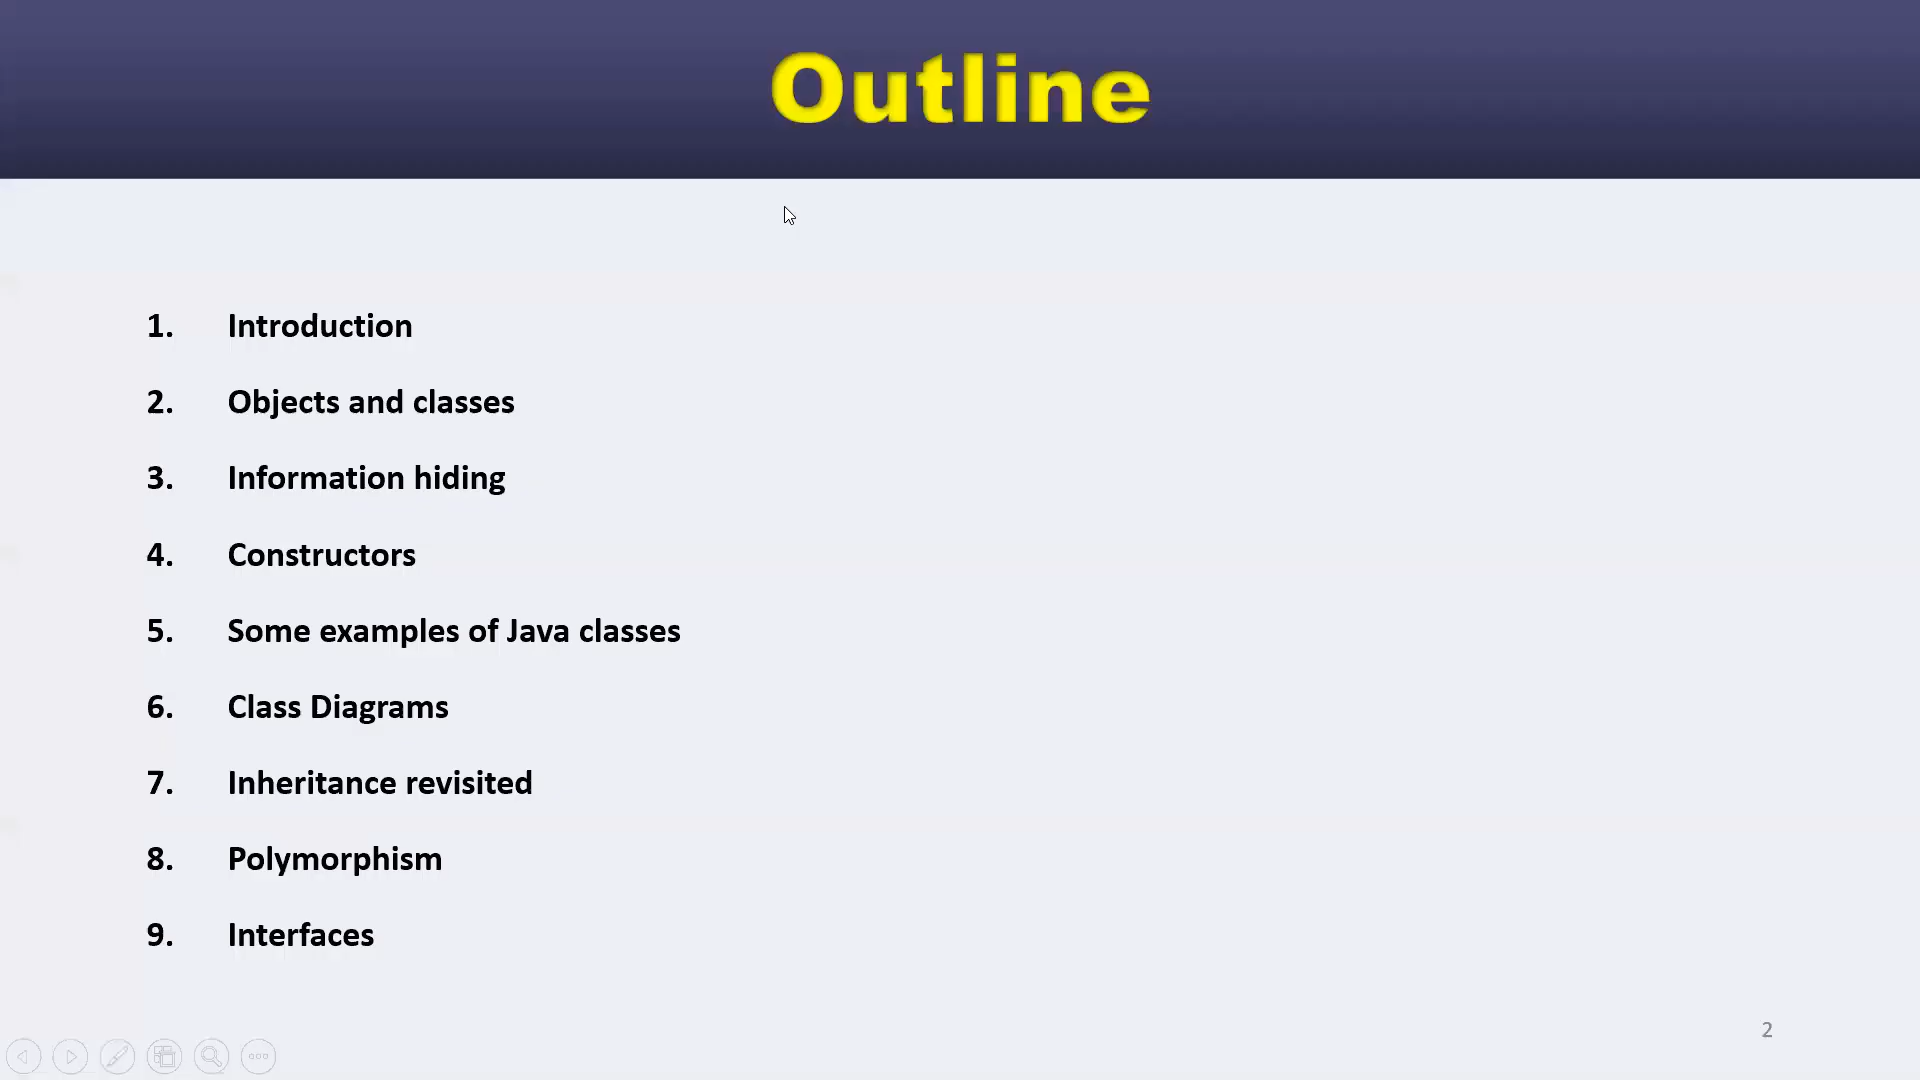 Outline
1. Introduction
2. Objects and classes
3. Information hiding
4. Constructors
5. Some examples of Java classes
6. Class Diagrams
7. Inheritance revisited
8. Polymorphism
9. Interfaces
2